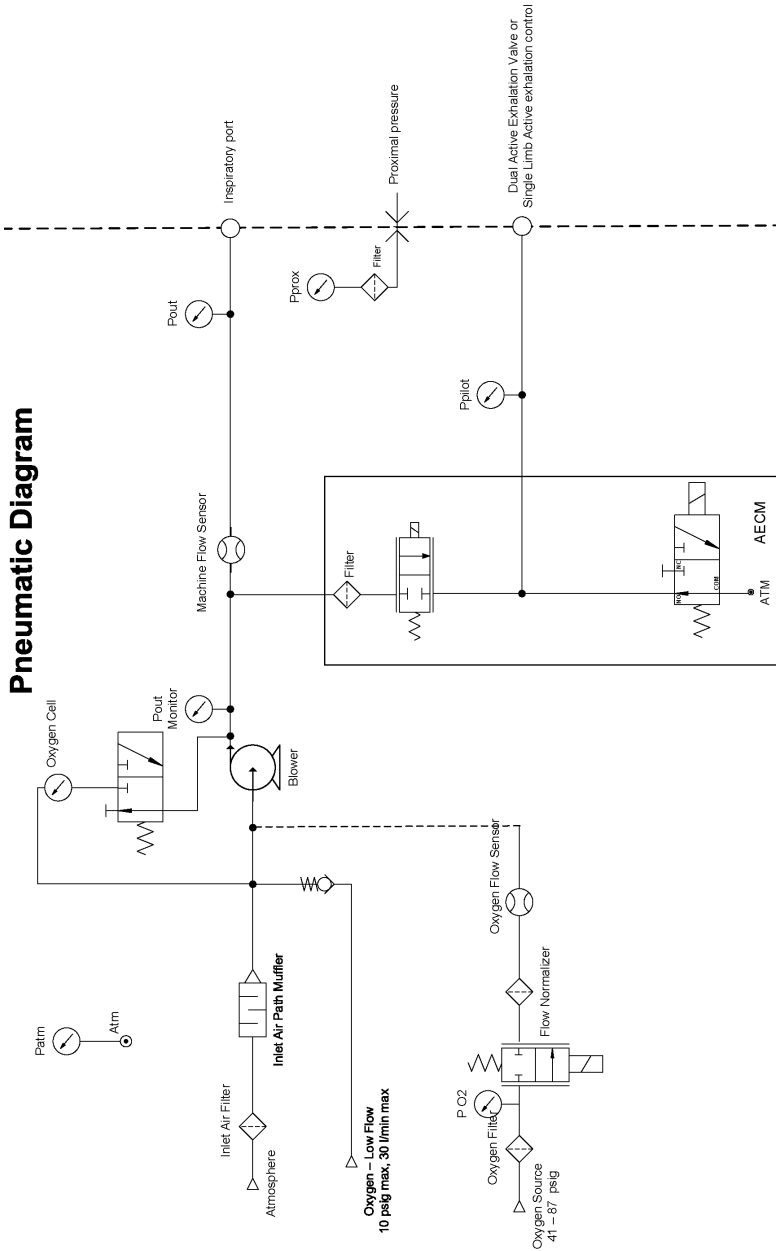 Pneumatic Diagram
Patm
Atm
Oxygen Cell
Pout
Monitor
Machine Flow Sensor
Pout
Inspiratory port
Inlet Air Filter
Atmosphere
Inlet Air Path Muffler
Blower
Filter
Pprox
Filter
Proximal pressure
Oxygen – Low Flow
10 psig max, 30 l/min max
Ppilot
Dual Active Exhalation Valve or
Single Limb Active exhalation control
P O2
Oxygen Filter
Oxygen Source
41 – 87 psig
Flow Normalizer
Oxygen Flow Sensor
NO
NC
COM
ATM
AECM